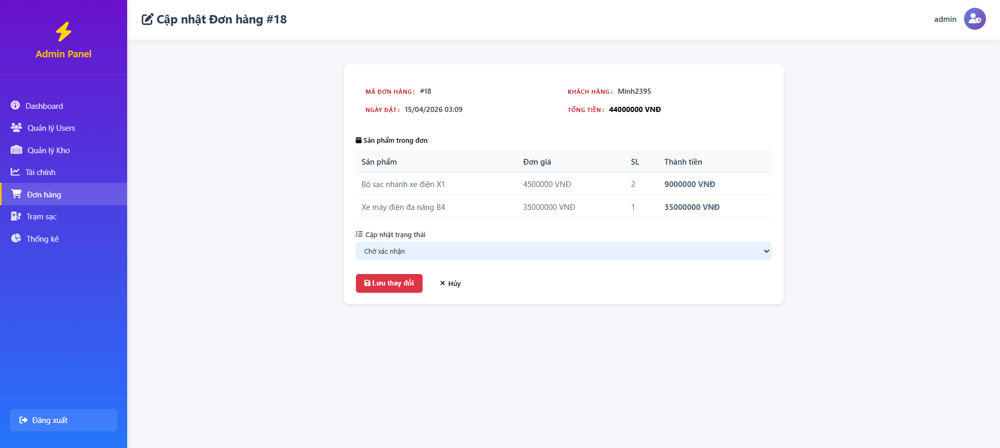 Admin Panel
Dashboard
Quản lý Users
Quản lý Kho
Tài chính
Đơn hàng
Trạm sạc
Thống kê
Đăng xuất
Cập nhật Đơn hàng #18
admin
MÃ ĐƠN HÀNG: #18
KHÁCH HÀNG: Minh2395
NGÀY ĐẶT: 15/04/2026 03:09
TỔNG TIỀN: 44000000 VNĐ
Sản phẩm trong đơn
Sản phẩm Đơn giá SL Thành tiền
Bộ sạc nhanh xe điện X1 4500000 VNĐ 2 9000000 VNĐ
Xe máy điện đa năng B4 35000000 VNĐ 1 35000000 VNĐ
Cập nhật trạng thái
Chờ xác nhận
Lưu thay đổi
Hủy